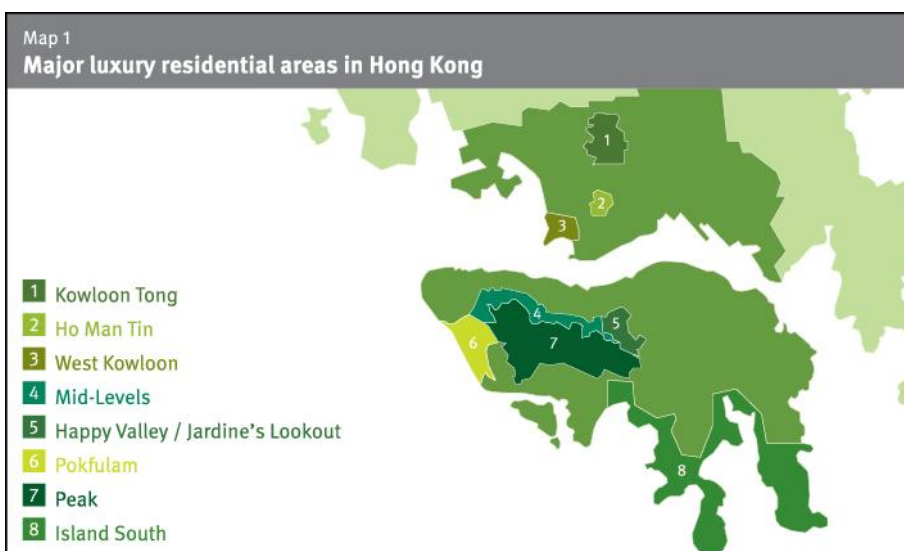 Map 1
Major luxury residential areas in Hong Kong
1
2
3
4
5
6
7
8
1 Kowloon Tong
2 Ho Man Tin
3 West Kowloon
4 Mid-Levels
5 Happy Valley / Jardine's Lookout
6 Pokfulam
7 Peak
8 Island South